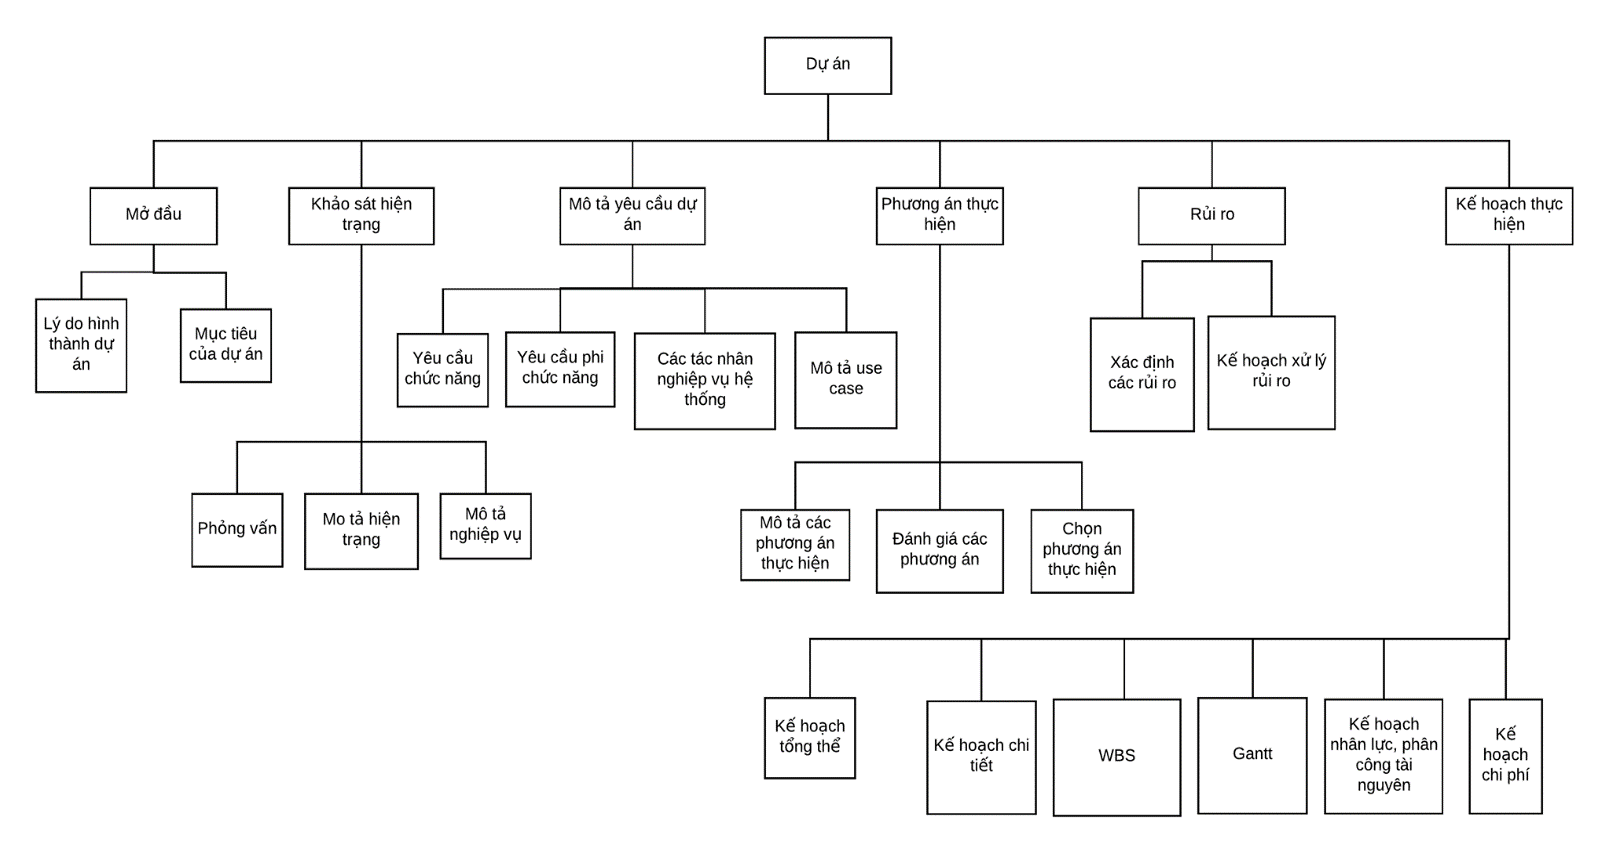 Dự án
Mở đầu
Khảo sát hiện
trạng
Mô tả yêu cầu dự
án
Phương án thực
hiện
Rủi ro
Kế hoạch thực
hiện
Lý do hình
thành dự
án
Mục tiêu
của dự án
Yêu cầu
chức năng
Yêu cầu phi
chức năng
Các tác nhân
nghiệp vụ hệ
thống
Mô tả use
case
Xác định
các rủi ro
Kế hoạch xử lý
rủi ro
Phỏng vấn
Mo tả hiện
trạng
Mô tả
nghiệp vụ
Mô tả các
phương án
thực hiện
Đánh giá các
phương án
Chọn
phương án
thực hiện
Kế hoạch
tổng thể
Kế hoạch chi
tiết
WBS
Gantt
Kế hoạch
nhân lực, phân
công tài
nguyên
Kế
hoạch
chi phí